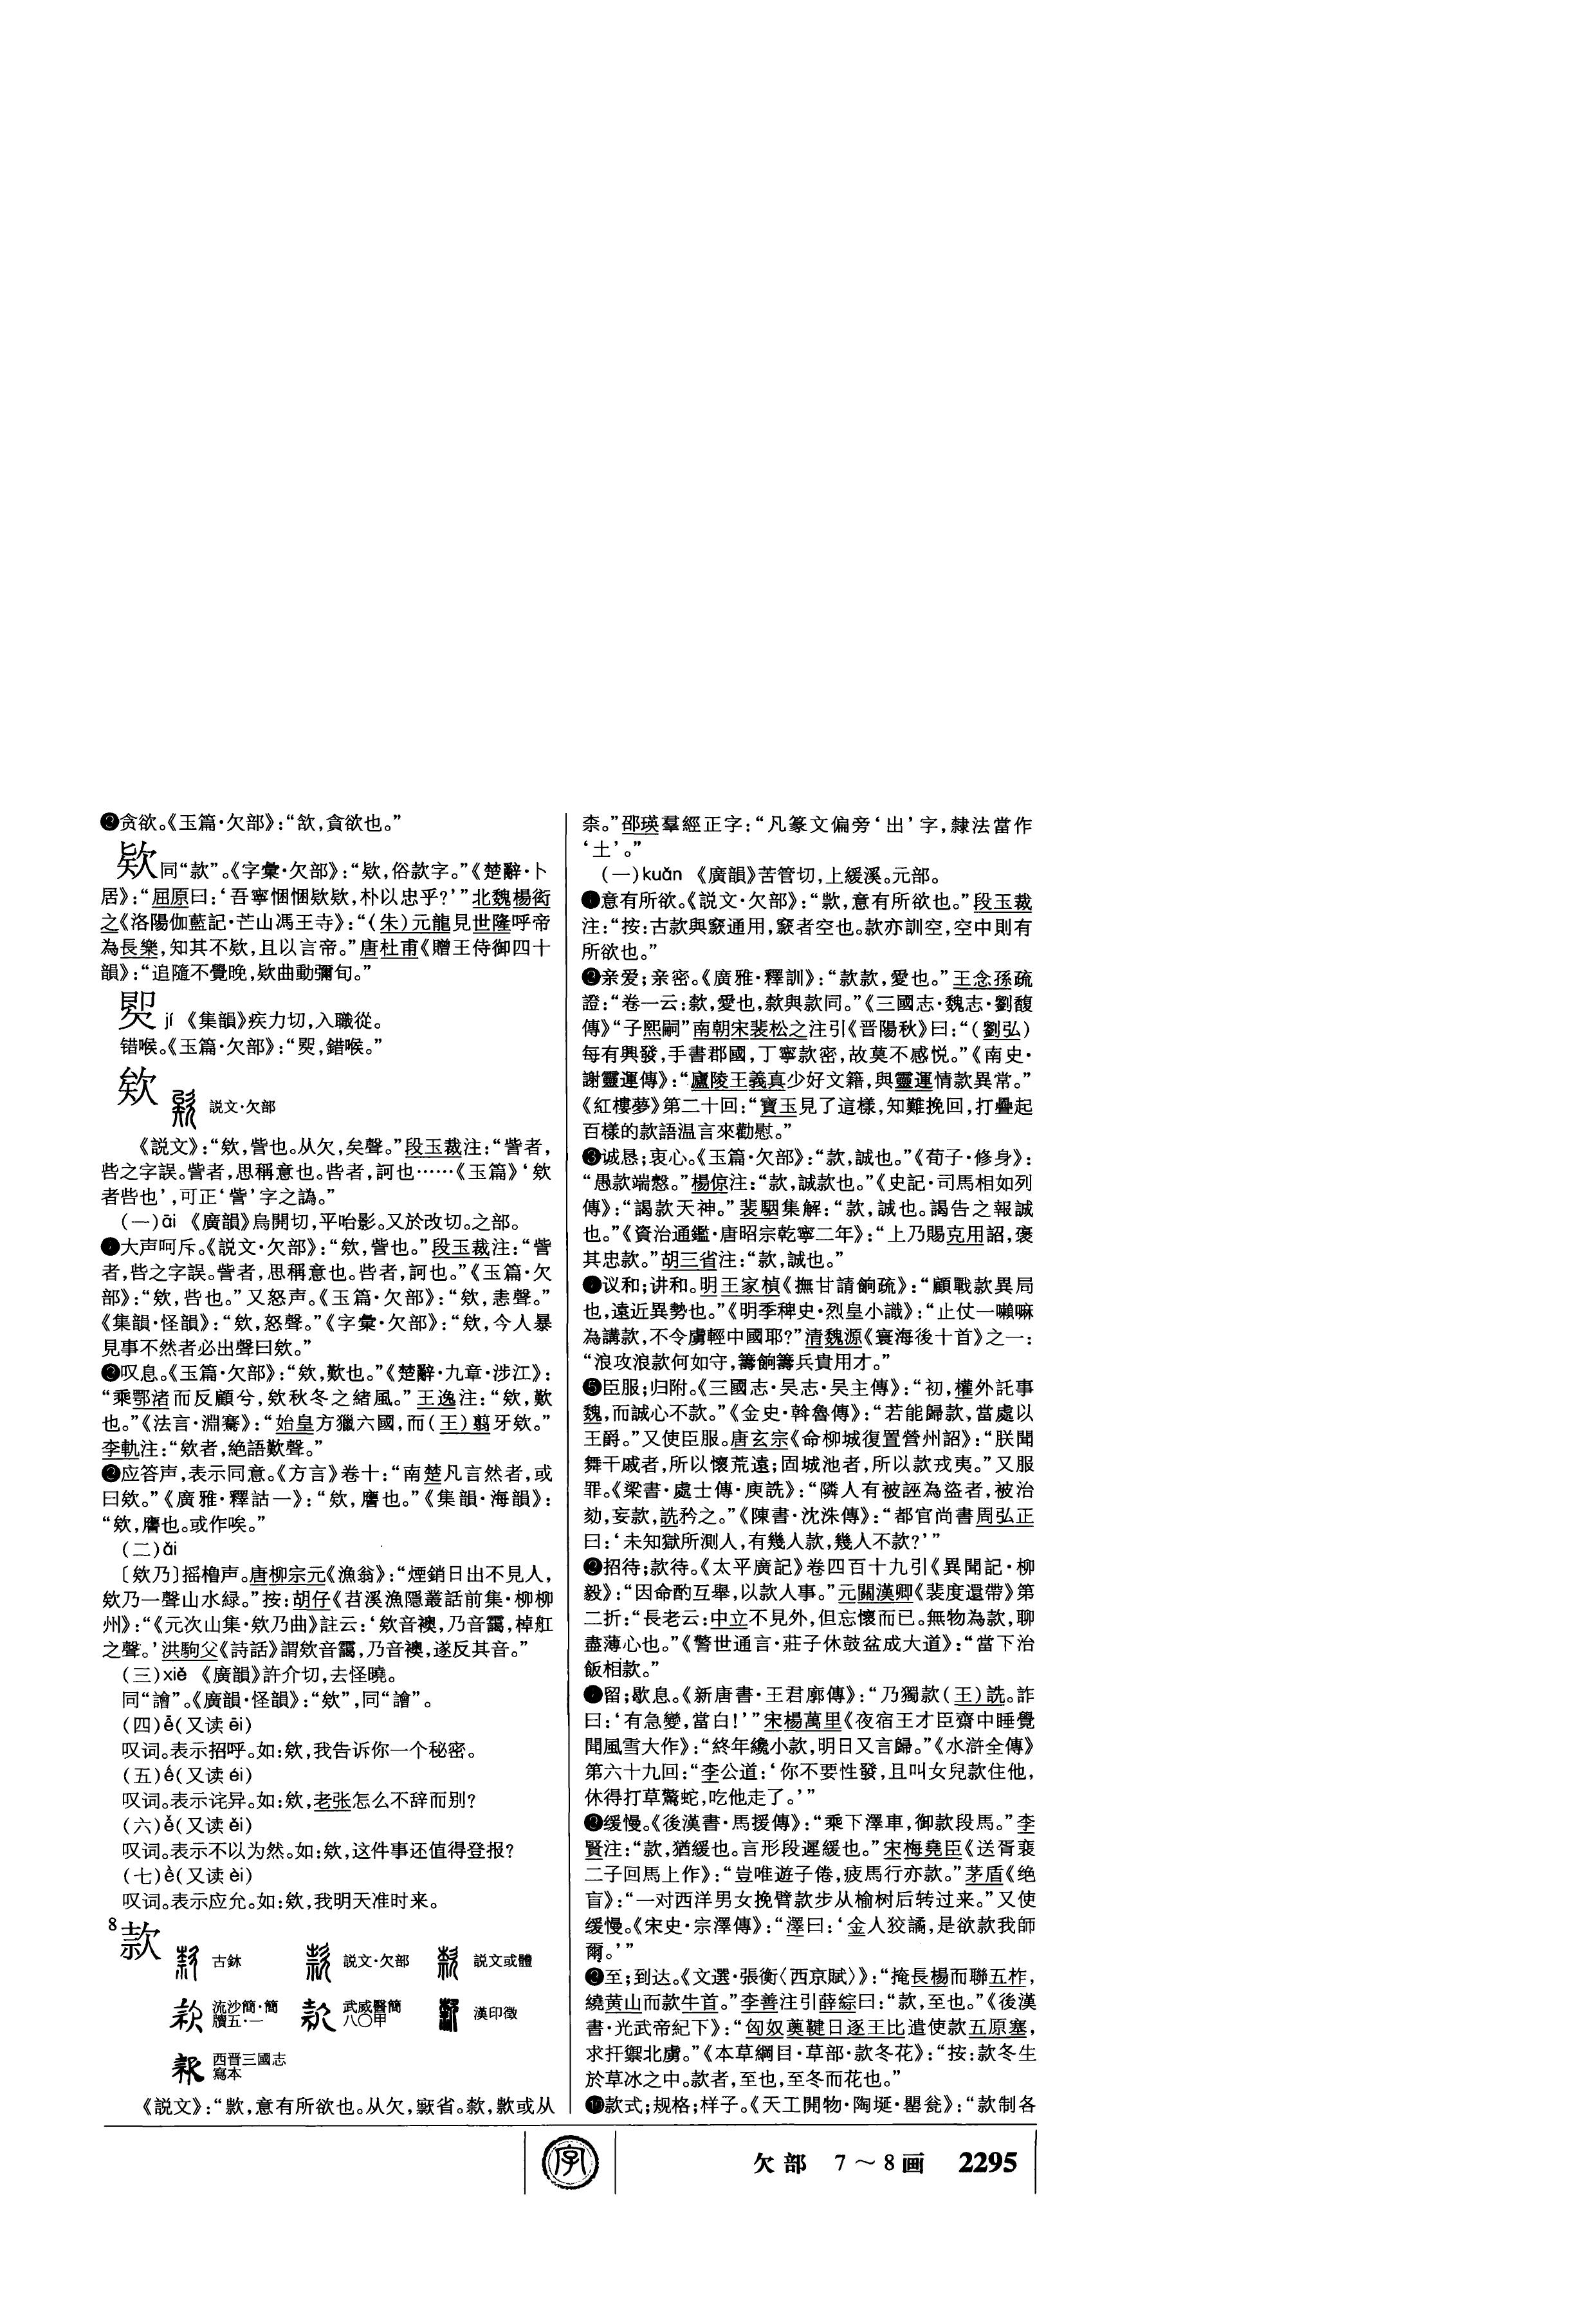 ❷贪欲。《玉篇·欠部》：“欱，貪欲也。”
欵同“款”。《字彙·欠部》：“欵，俗款字。”《楚辭·卜
居》：“屈原曰：‘吾寧悃悃欵欵，朴以忠乎？’”北魏楊衒
之《洛陽伽藍記·芒山馮王寺》：“（朱）元龍見世隆呼帝
為長樂，知其不欵，且以言帝。”唐杜甫《贈王侍御四十
韻》：“追隨不覺晚，欵曲動彌旬。”
jí 《集韻》疾力切，入職從。
错喉。《玉篇·欠部》：“，錯喉。”
欸 説文·欠部
《説文》：“欸，訾也。从欠，矣聲。”段玉裁注：“訾者，
呰之字誤。訾者，思稱意也。呰者，訶也……《玉篇》‘欸
者呰也’，可正‘訾’字之譌。”
（一）āi 《廣韻》烏開切，平咍影。又於改切。之部。
大声呵斥。《説文·欠部》：“欸，訾也。”段玉裁注：“訾
者，呰之字誤。訾者，思稱意也。呰者，訶也。”《玉篇·欠
部》：“欸，呰也。”又怒声。《玉篇·欠部》：“欸，恚聲。”
《集韻·怪韻》：“欸，怒聲。”《字彙·欠部》：“欸，今人暴
見事不然者必出聲曰欸。”
❷叹息。《玉篇·欠部》：“欸，歎也。”《楚辭·九章·涉江》：
“乘鄂渚而反顧兮，欸秋冬之緒風。”王逸注：“欸，歎
也。”《法言·淵騫》：“始皇方獵六國，而（王）翦牙欸。”
李軌注：“欸者，絶語歎聲。”
應答声，表示同意。《方言》卷十：“南楚凡言然者，或
曰欸。”《廣雅·釋詁一》：“欸，譍也。”《集韻·海韻》：
“欸，譍也。或作唉。”
（二）ǎi
〔欸乃〕摇櫓声。唐柳宗元《漁翁》：“煙銷日出不見人，
欸乃一聲山水緑。”按：胡仔《苕溪漁隱叢話前集·柳柳
州》：“《元次山集·欸乃曲》註云：‘欸音襖，乃音靄，棹舡
之聲。’洪駒父《詩話》謂欸音靄，乃音襖，遂反其音。”
（三）xiě 《廣韻》許介切，去怪曉。
同“譮”。《廣韻·怪韻》：“欸”，同“譮”。
（四）ê̄（又读 ēi）
叹词。表示招呼。如：欸，我告诉你一个秘密。
（五）ế（又读 éi）
叹词。表示诧异。如：欸，老张怎么不辞而别？
（六）ê̌（又读 ěi）
叹词。表示不以为然。如：欸，这件事还值得登报？
（七）ề（又读 èi）
叹词。表示应允。如：欸，我明天准时来。
8款 古鉥 説文·欠部 説文或體
流沙簡·簡牘五·一 武威醫簡八〇甲 漢印徵
西晋三國志寫本
《説文》：“㱁，意有所欲也。从欠，㱁省。款，㱁或从
柰。”邵瑛羣經正字：“凡篆文偏旁‘出’字，隸法當作
‘土’。”
（一）kuǎn 《廣韻》苦管切，上緩溪。元部。
意有所欲。《説文·欠部》：“㱁，意有所欲也。”段玉裁
注：“按：古款與窾通用，窾者空也。款亦訓空，空中則有
所欲也。”
❷亲爱；亲密。《廣雅·釋訓》：“款款，愛也。”王念孫疏
證：“卷一云：款，愛也，款與款同。”《三國志·魏志·劉馥
傳》“子熙嗣”南朝宋裴松之注引《晋陽秋》曰：“（劉弘）
每有興發，手書郡國，丁寧款密，故莫不感悦。”《南史·
謝靈運傳》：“廬陵王義真少好文籍，與靈運情款異常。”
《紅樓夢》第二十回：“寶玉見了這樣，知難挽回，打疊起
百樣的款語温言來勸慰。”
❸诚恳；衷心。《玉篇·欠部》：“款，誠也。”《荀子·修身》：
“愚款端慤。”楊倞注：“款，誠款也。”《史記·司馬相如列
傳》：“謁款天神。”裴駰集解：“款，誠也。謁告之報誠
也。”《資治通鑑·唐昭宗乾寧二年》：“上乃賜克用詔，褒
其忠款。”胡三省注：“款，誠也。”
议和；讲和。明王家楨《撫甘請餉疏》：“顧戰款異局
也，遠近異勢也。”《明季稗史·烈皇小識》：“止仗一嚩嘛
為講款，不令虜輕中國耶？”清魏源《寰海後十首》之一：
“浪攻浪款何如守，籌餉籌兵貴用才。”
❺臣服；归附。《三國志·吴志·吴主傳》：“初，權外託事
魏，而誠心不款。”《金史·斡魯傳》：“若能歸款、當處以
王爵。”又使臣服。唐玄宗《命柳城復置營州詔》：“朕聞
舞干戚者，所以懷荒遠；固城池者，所以款戎夷。”又服
罪。《梁書·處士傳·庾詵》：“隣人有被誣為盜者，被治
劾，妄款，詵矜之。”《陳書·沈洙傳》：“都官尚書周弘正
曰：‘未知獄所測人，有幾人款，幾人不款？’”
招待；款待。《太平廣記》卷四百十九引《異聞記·柳
毅》：“因命酌互舉，以款人事。”元關漢卿《裴度還帶》第
二折：“長老云：中立不見外，但忘懷而已。無物為款，聊
盡薄心也。”《警世通言·莊子休鼓盆成大道》：“當下治
飯相款。”
留；歇息。《新唐書·王君廓傳》：“乃獨款（王）詵。詐
曰：‘有急變，當白！’”宋楊萬里《夜宿王才臣齋中睡覺
聞風雪大作》：“終年纔小款，明日又言歸。”《水滸全傳》
第六十九回：“李公道：‘你不要性發，且叫女兒款住他，
休得打草驚蛇，吃他走了。’”
缓慢。《後漢書·馬援傳》：“乘下澤車，御款段馬。”李
賢注：“款，猶緩也。言形段遲緩也。”宋梅堯臣《送胥裴
二子回馬上作》：“豈唯遊子倦，疲馬行亦款。”茅盾《绝
盲》：“一对西洋男女挽臂款步从榆树后转过来。”又使
缓慢。《宋史·宗澤傳》：“澤曰：‘金人狡譎，是欲款我師
爾。’”
至；到达。《文選·張衡〈西京賦〉》：“掩長楊而聯五柞，
繞黄山而款牛首。”李善注引薛綜曰：“款，至也。”《後漢
書·光武帝紀下》：“匈奴薁鞬日逐王比遣使款五原塞，
求扞禦北虜。”《本草綱目·草部·款冬花》：“按：款冬生
於草冰之中。款者，至也，至冬而花也。”
❿款式；规格；样子。《天工開物·陶埏·罌瓮》：“款制各
字
欠部 7～8画 2295